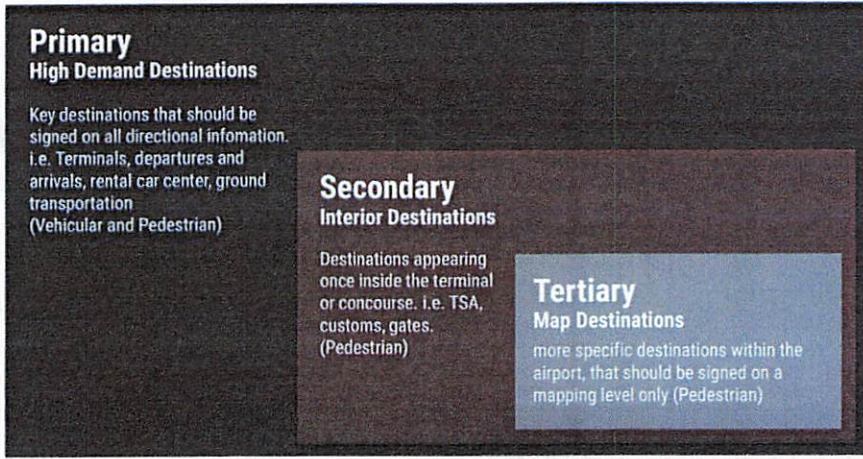 Primary
High Demand Destinations
Key destinations that should be
signed on all directional infomation.
i.e. Terminals, departures and
arrivals, rental car center, ground
transportation
(Vehicular and Pedestrian)
Secondary
Interior Destinations
Destinations appearing
once inside the terminal
or concourse. i.e. TSA,
customs, gates.
(Pedestrian)
Tertiary
Map Destinations
more specific destinations within the
airport, that should be signed on a
mapping level only (Pedestrian)